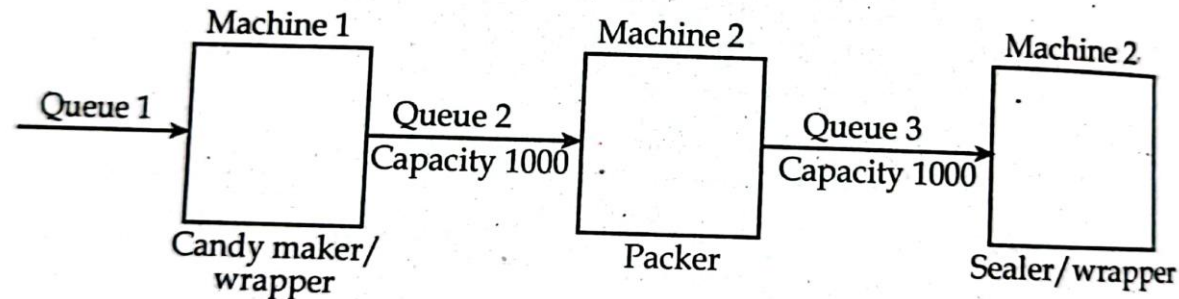 Machine 1
Machine 2
Machine 2
Queue 1
Queue 2
Queue 3
Capacity 1000
Capacity 1000
Candy maker/
wrapper
Packer
Sealer/wrapper